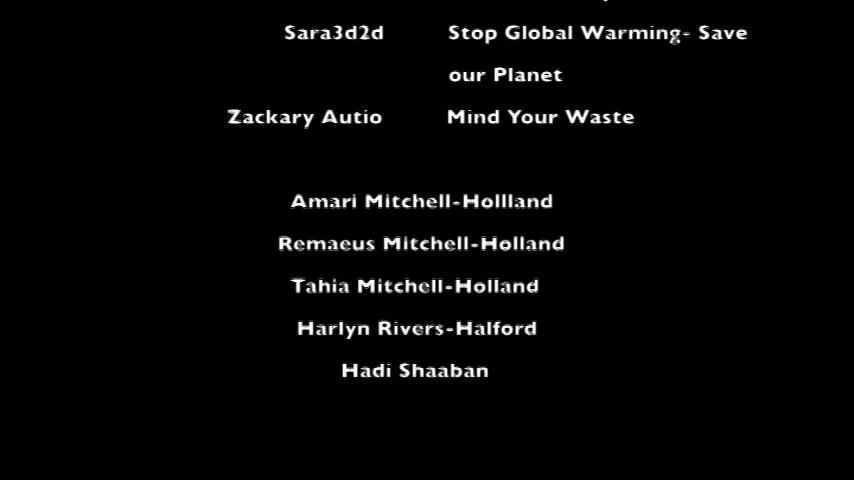 Sara3d2d Stop Global Warming- Save
our Planet
Zackary Autio Mind Your Waste
Amari Mitchell-Hollland
Remaeus Mitchell-Holland
Tahia Mitchell-Holland
Harlyn Rivers-Halford
Hadi Shaaban